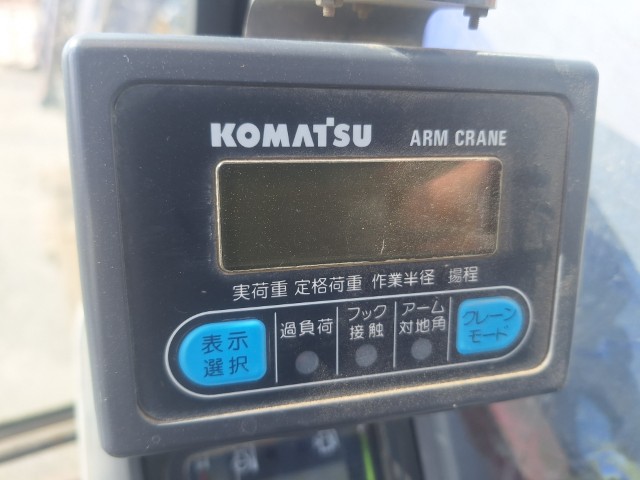 KOMATSU ARM CRANE
実荷重 定格荷重 作業半径 揚程
表示
選択
過負荷
フック
接触
アーム
対地角
クレーン
モード